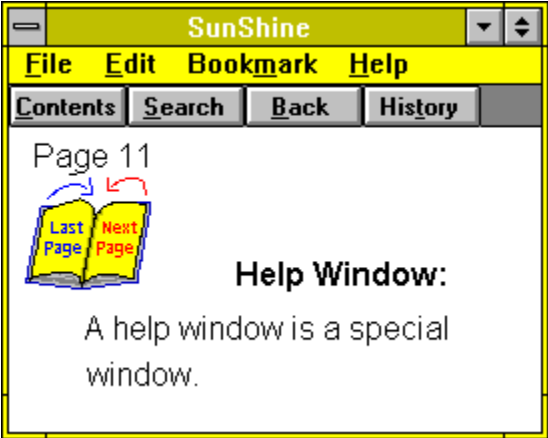 SunShine
File Edit Bookmark Help
Contents Search Back History
Page 11
Last Page
Next Page
Help Window:
A help window is a special
window.